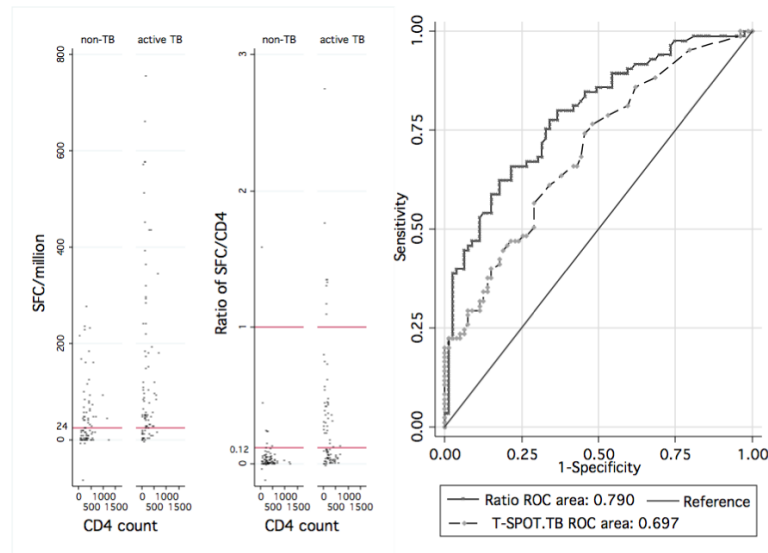 non-TB active TB
800
600
400
200
24
0
SFC/million
0 1000 0 1000
500 1500 500 1500
CD4 count
non-TB active TB
3
2
1
0.12
0
Ratio of SFC/CD4
0 1000 0 1000
500 1500 500 1500
CD4 count
1.00
0.75
0.50
0.25
0.00
Sensitivity
0.00 0.25 0.50 0.75 1.00
1-Specificity
Ratio ROC area: 0.790 Reference
T-SPOT.TB ROC area: 0.697